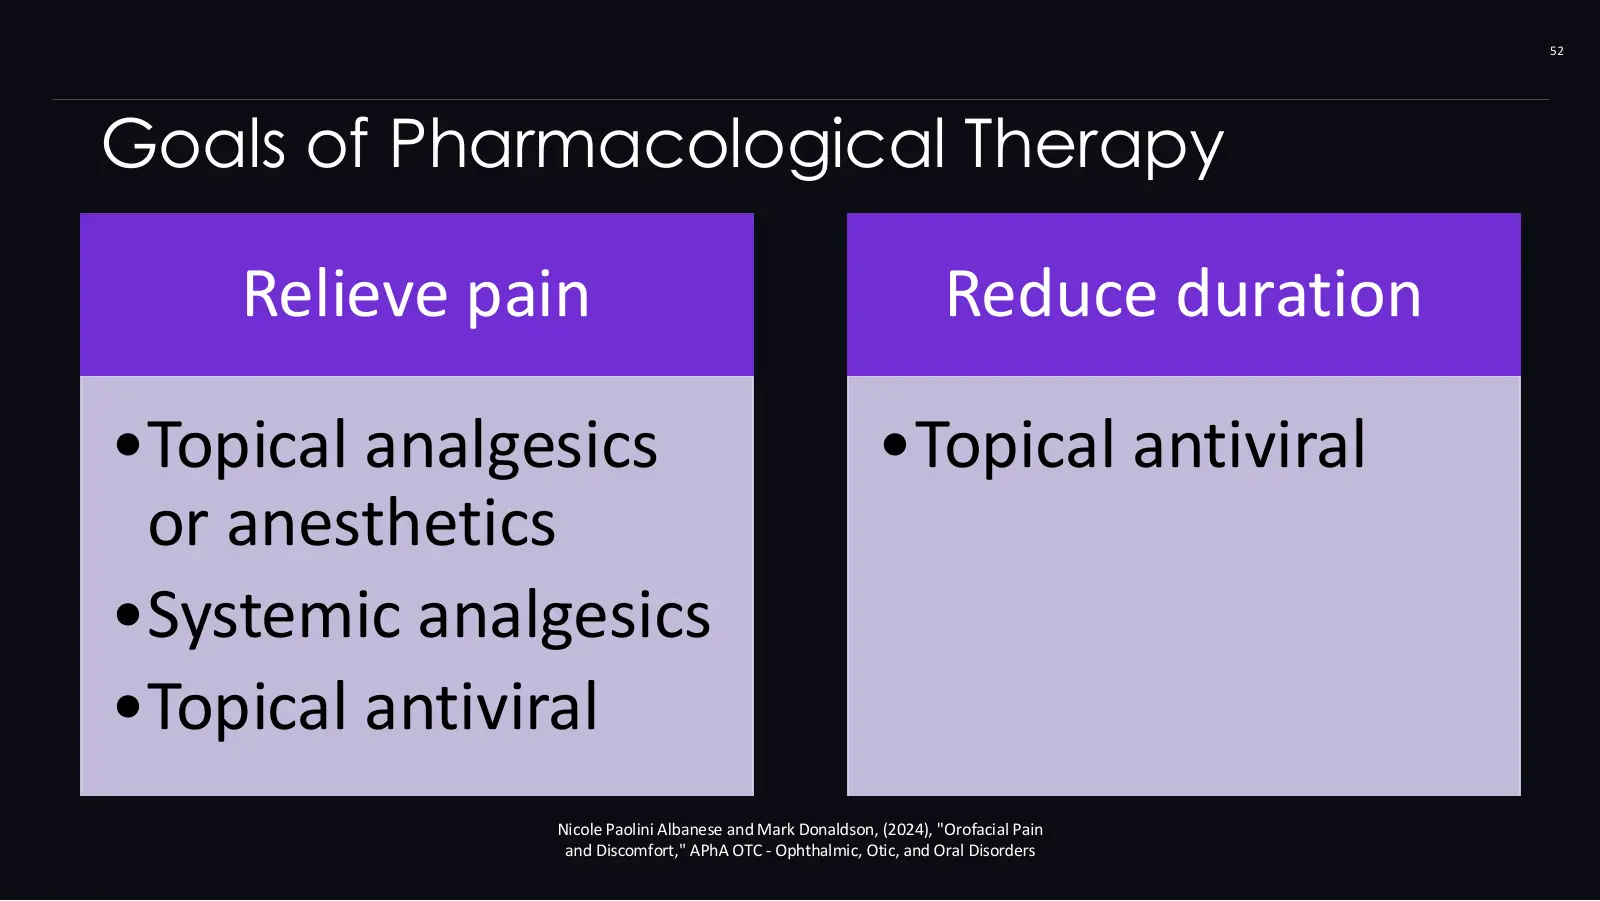 52
Goals of Pharmacological Therapy
Relieve pain
•Topical analgesics
or anesthetics
•Systemic analgesics
•Topical antiviral
Reduce duration
•Topical antiviral
Nicole Paolini Albanese and Mark Donaldson, (2024), "Orofacial Pain
and Discomfort," APhA OTC - Ophthalmic, Otic, and Oral Disorders